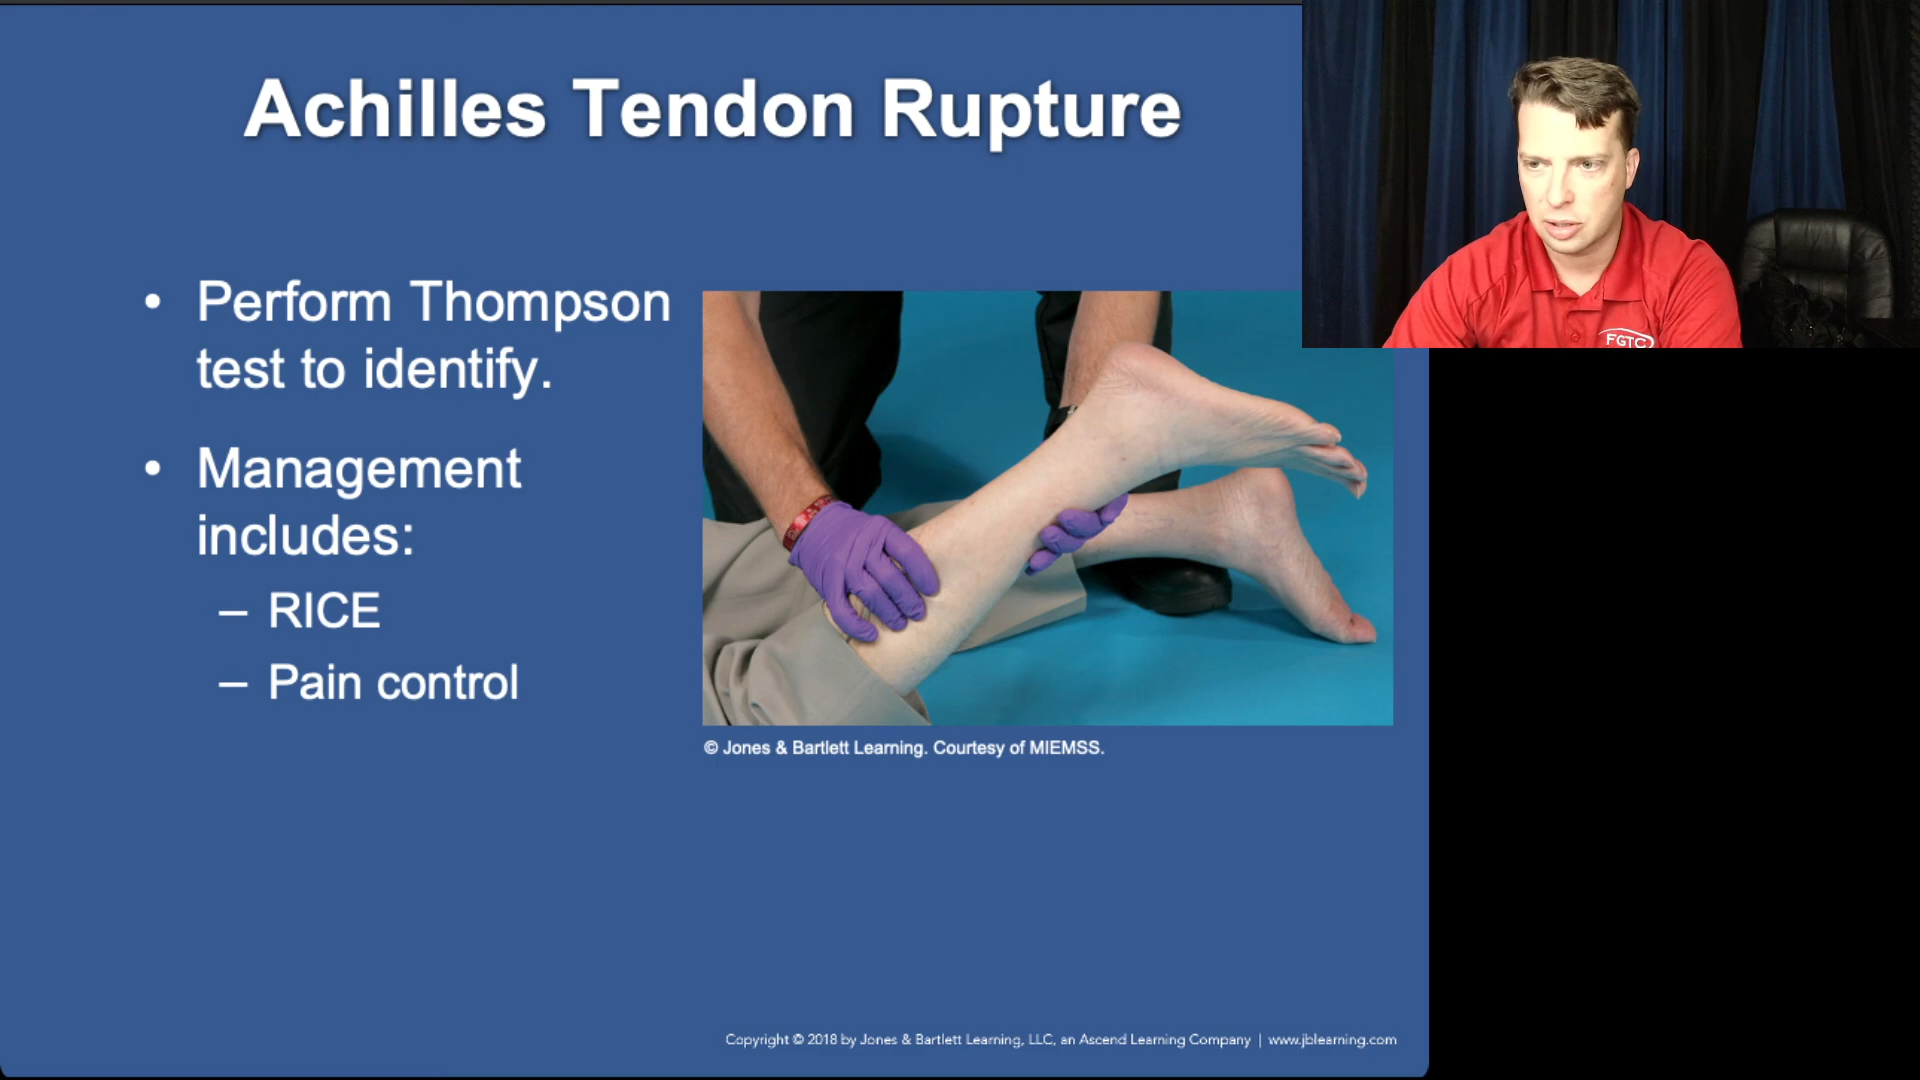 Achilles Tendon Rupture
• Perform Thompson
test to identify.
• Management
includes:
– RICE
– Pain control
© Jones & Bartlett Learning. Courtesy of MIEMSS.
FGTC
Copyright © 2018 by Jones & Bartlett Learning, LLC, an Ascend Learning Company | www.jblearning.com